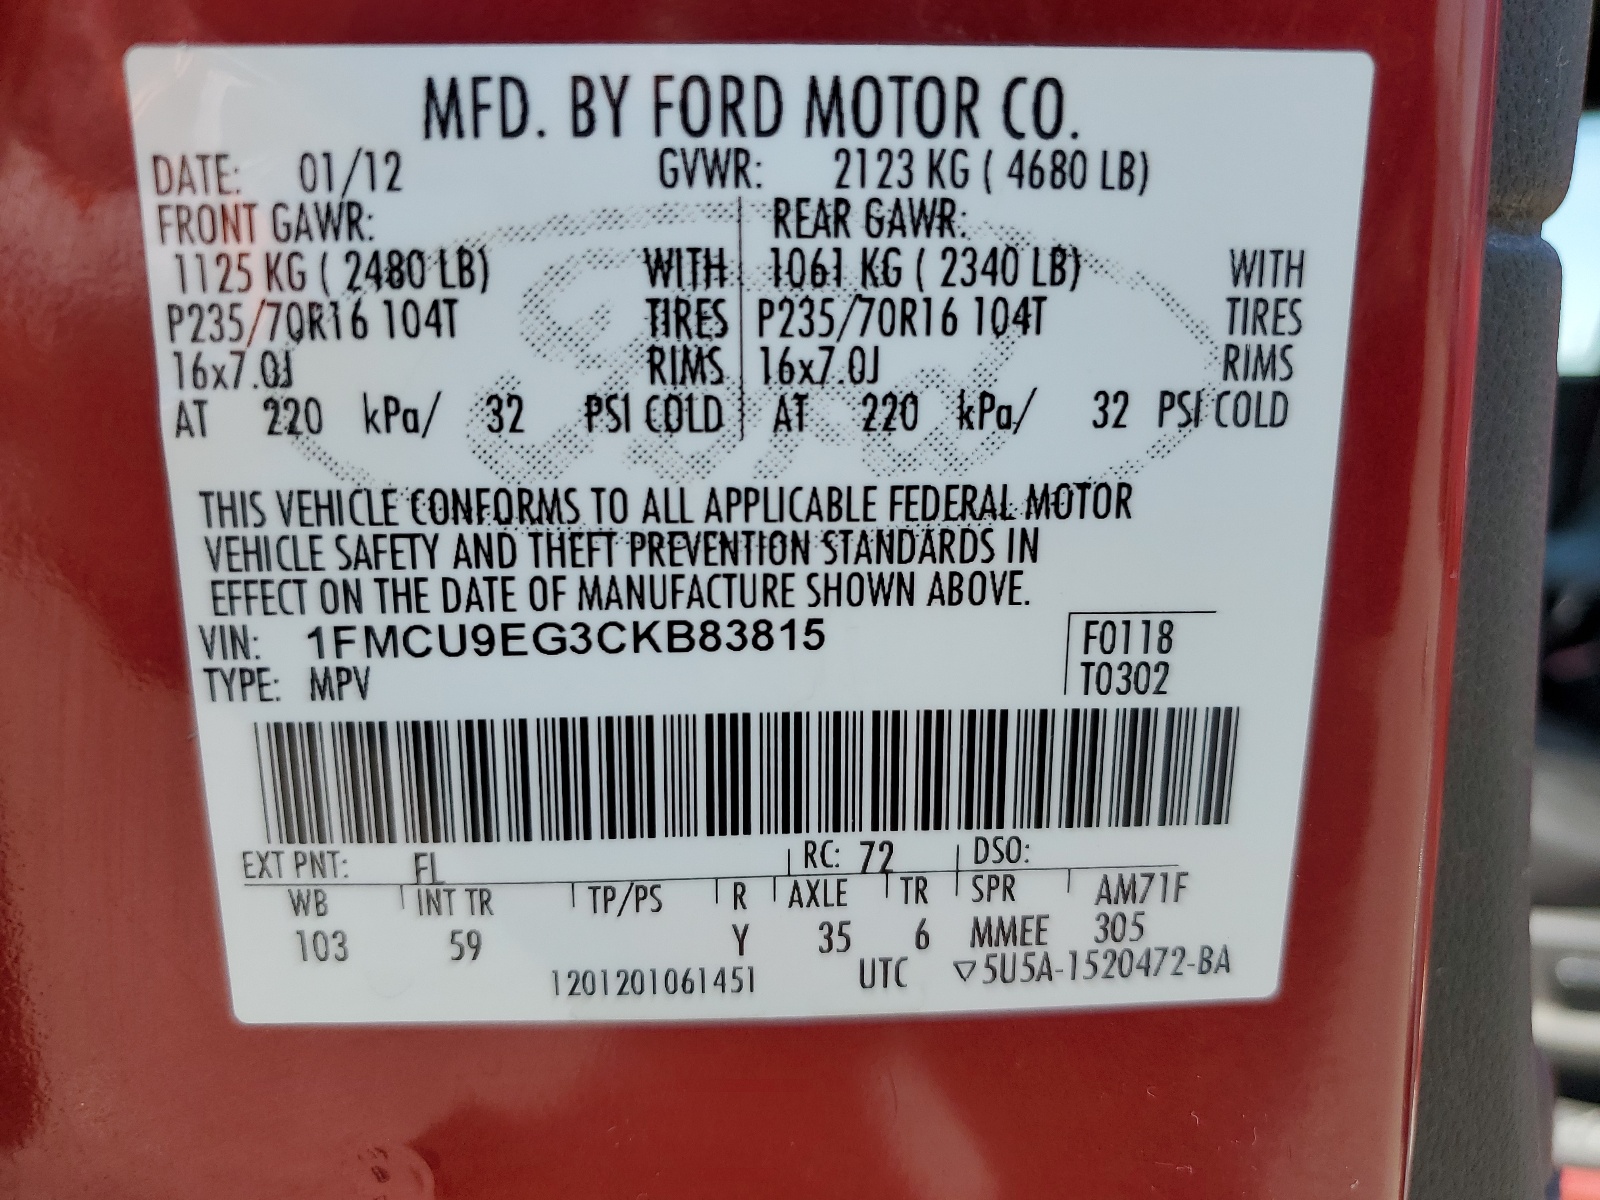 MFD. BY FORD MOTOR CO.
DATE: 01/12 GVWR: 2123 KG ( 4680 LB)
FRONT GAWR: REAR GAWR:
1125 KG ( 2480 LB) WITH 1061 KG ( 2340 LB) WITH
P235/70R16 104T TIRES P235/70R16 104T TIRES
16x7.0J RIMS 16x7.0J RIMS
AT 220 kPa/ 32 PSI COLD AT 220 kPa/ 32 PSI COLD
THIS VEHICLE CONFORMS TO ALL APPLICABLE FEDERAL MOTOR
VEHICLE SAFETY AND THEFT PREVENTION STANDARDS IN
EFFECT ON THE DATE OF MANUFACTURE SHOWN ABOVE.
VIN: 1FMCU9EG3CKB83815 F0118
TYPE: MPV T0302
EXT PNT: FL RC: 72 DSO:
WB INT TR TP/PS R AXLE TR SPR AM71F
103 59 Y 35 6 MMEE 305
1201201061451 UTC ▽5U5A-1520472-BA
Ford